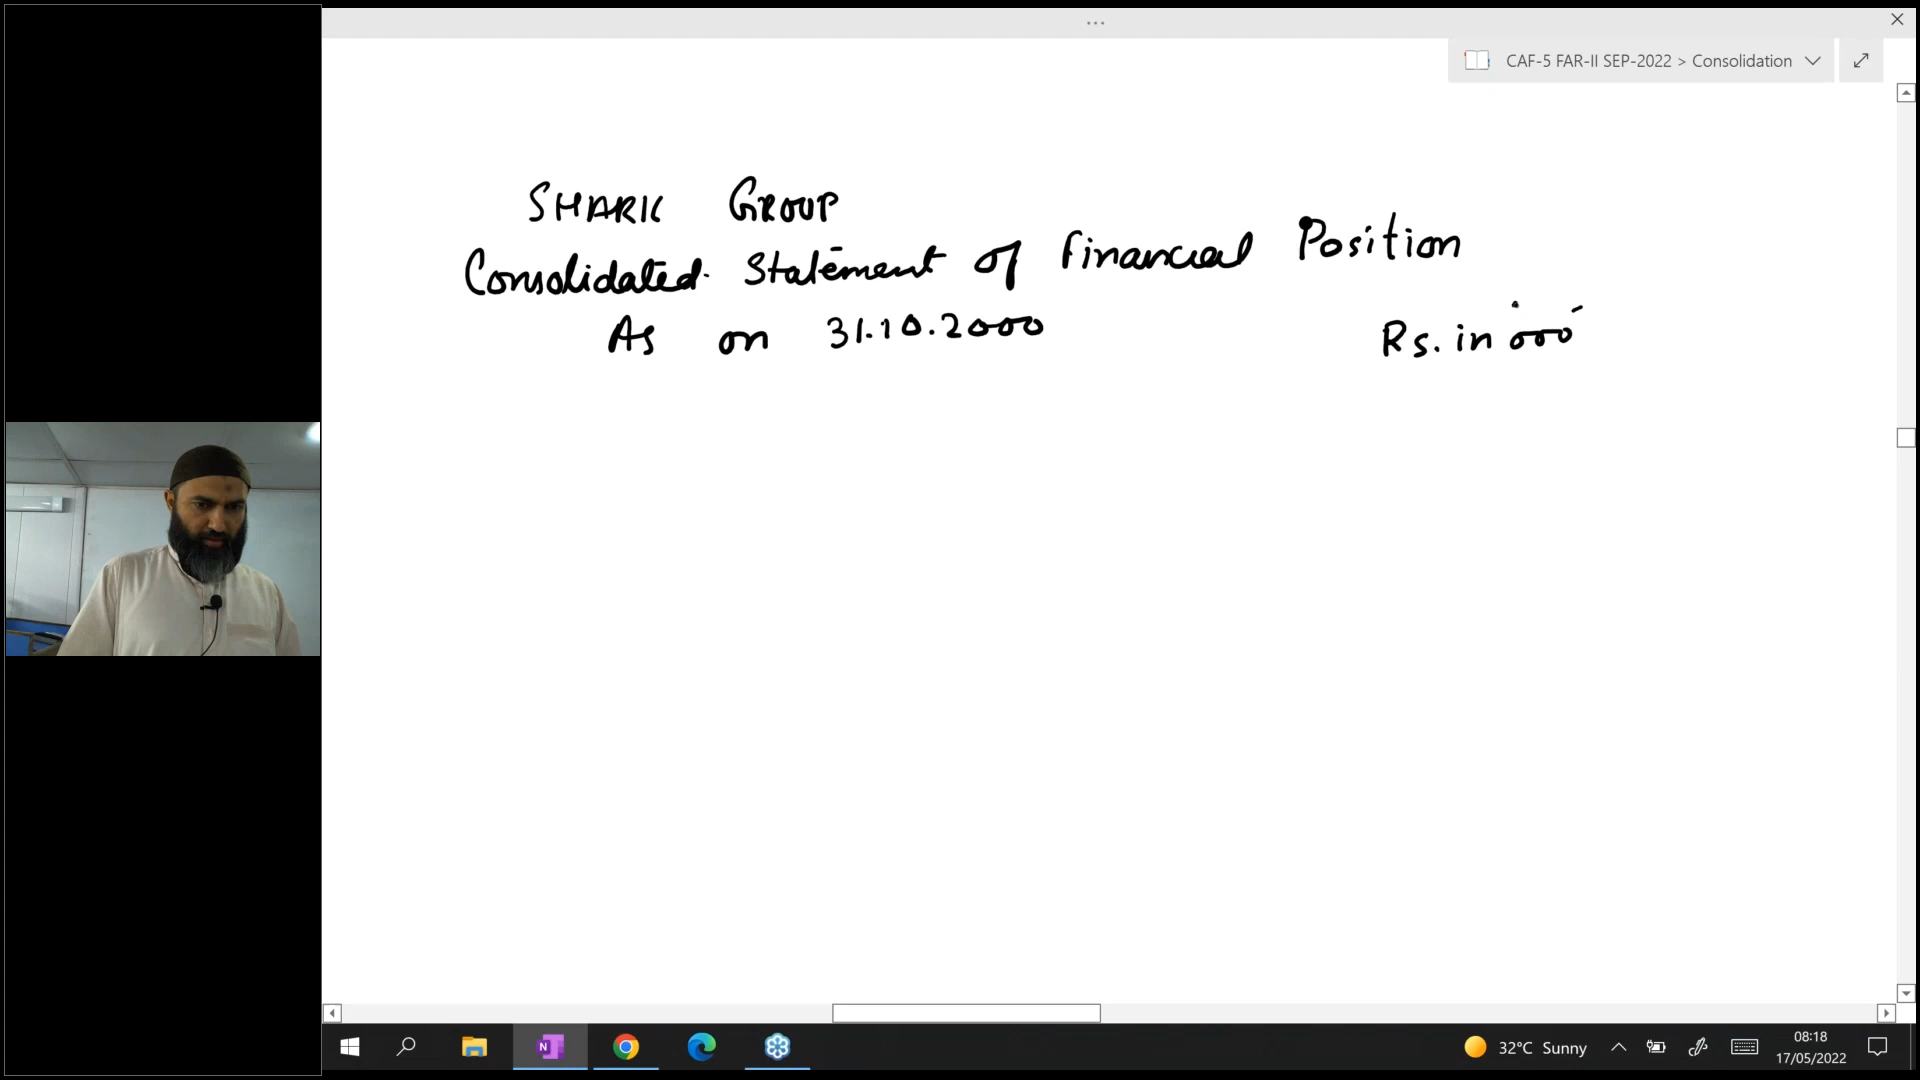 CAF-5 FAR-II SEP-2022 > Consolidation
SHARK GROUP
Consolidated Statement of Financial Position
As on 31.10.2000
Rs. in '000'
32°C Sunny
08:18
17/05/2022